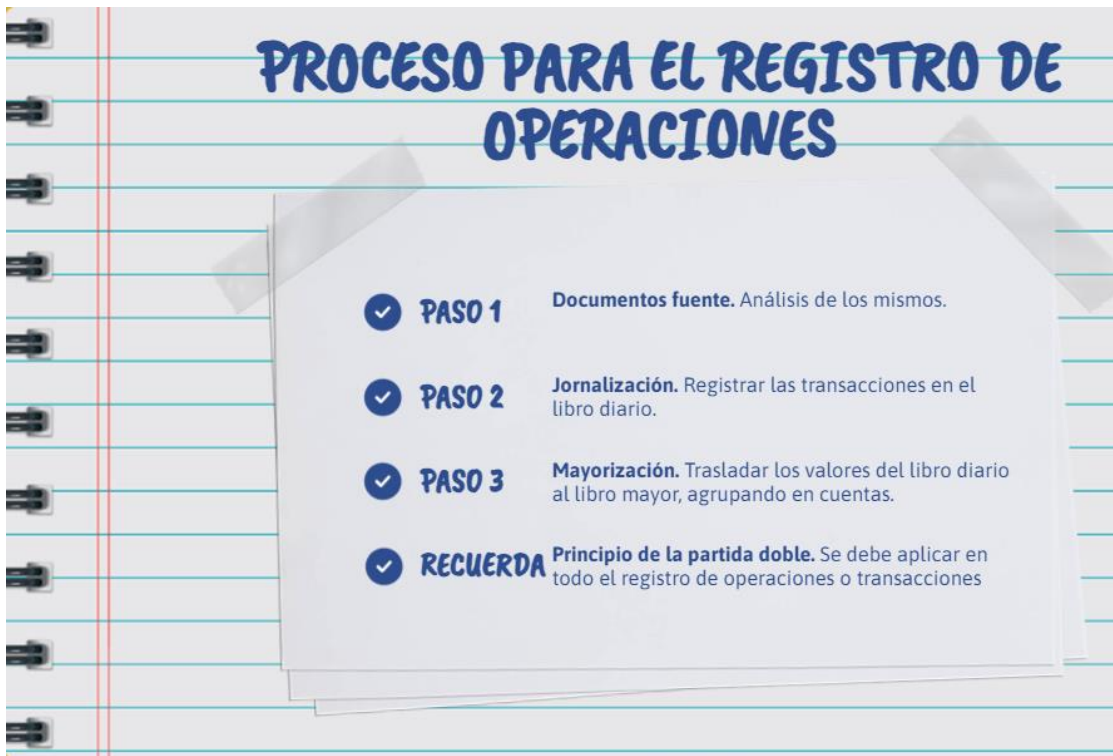 PROCESO PARA EL REGISTRO DE
OPERACIONES
PASO 1
Documentos fuente. Análisis de los mismos.
PASO 2
Jornalización. Registrar las transacciones en el
libro diario.
PASO 3
Mayorización. Trasladar los valores del libro diario
al libro mayor, agrupando en cuentas.
RECUERDA
Principio de la partida doble. Se debe aplicar en
todo el registro de operaciones o transacciones